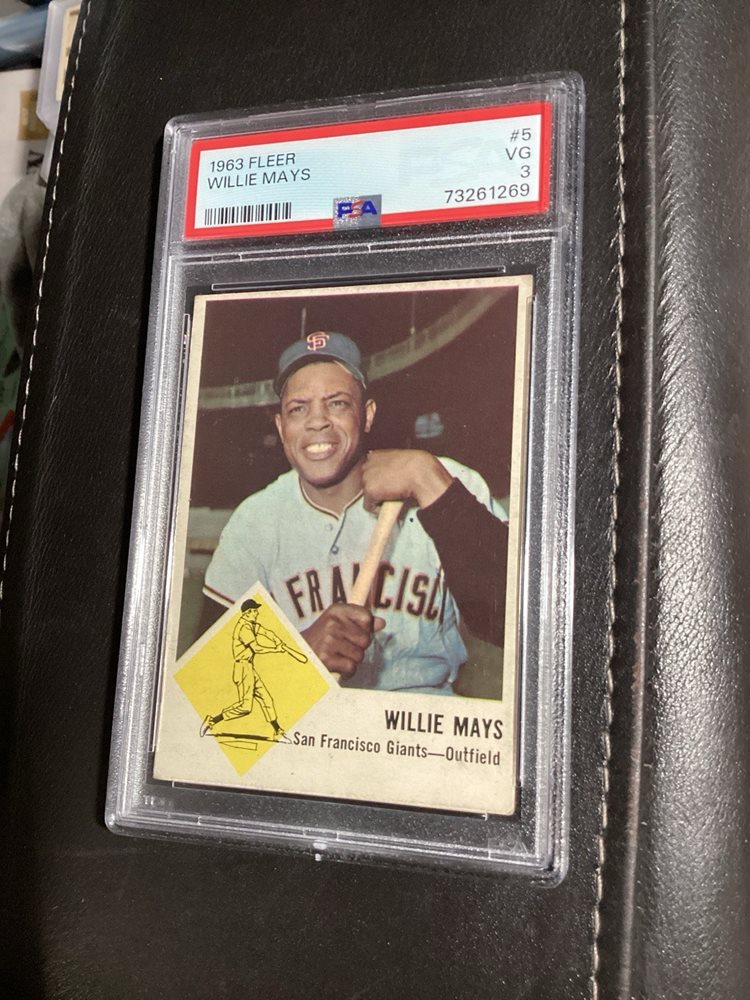 1963 FLEER
WILLIE MAYS
#5
VG
3
73261269
PSA
SF
FRANCISC
WILLIE MAYS
San Francisco Giants—Outfield